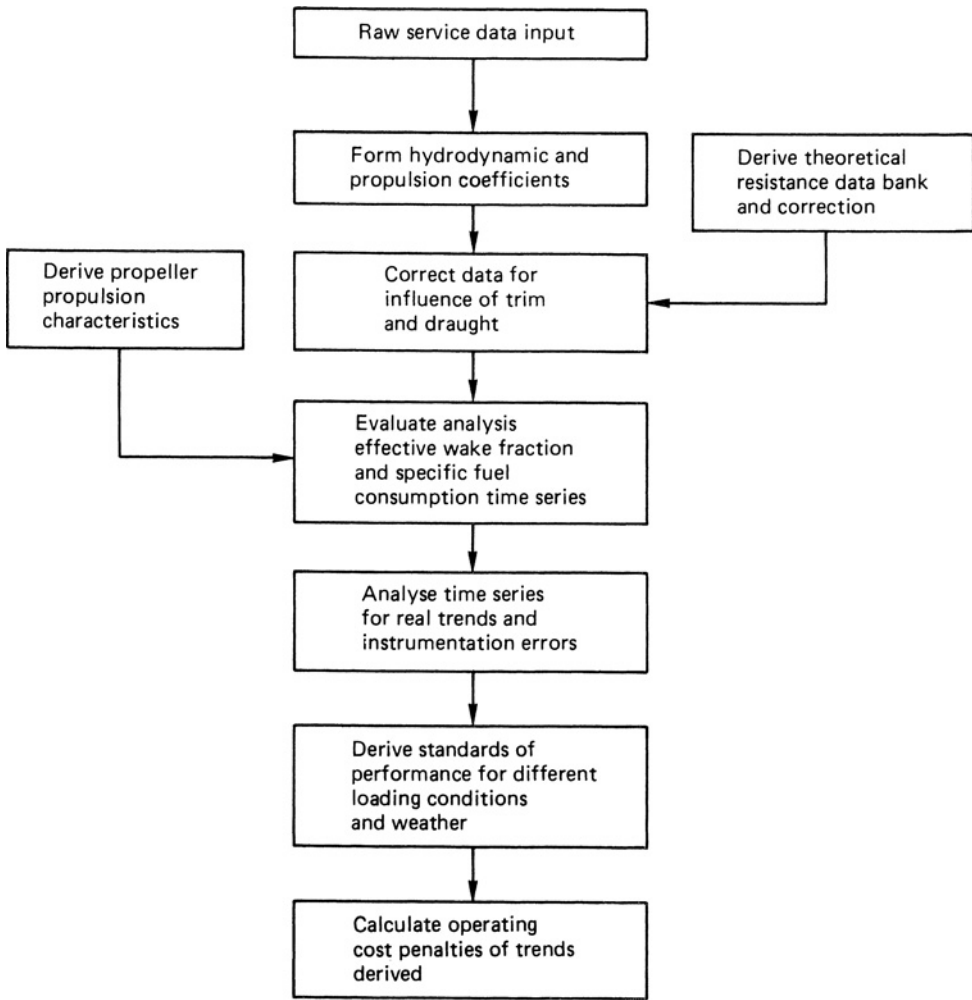 Raw service data input
Form hydrodynamic and
propulsion coefficients
Derive theoretical
resistance data bank
and correction
Correct data for
influence of trim
and draught
Derive propeller
propulsion
characteristics
Evaluate analysis
effective wake fraction
and specific fuel
consumption time series
Analyse time series
for real trends and
instrumentation errors
Derive standards of
performance for different
loading conditions
and weather
Calculate operating
cost penalties of trends
derived